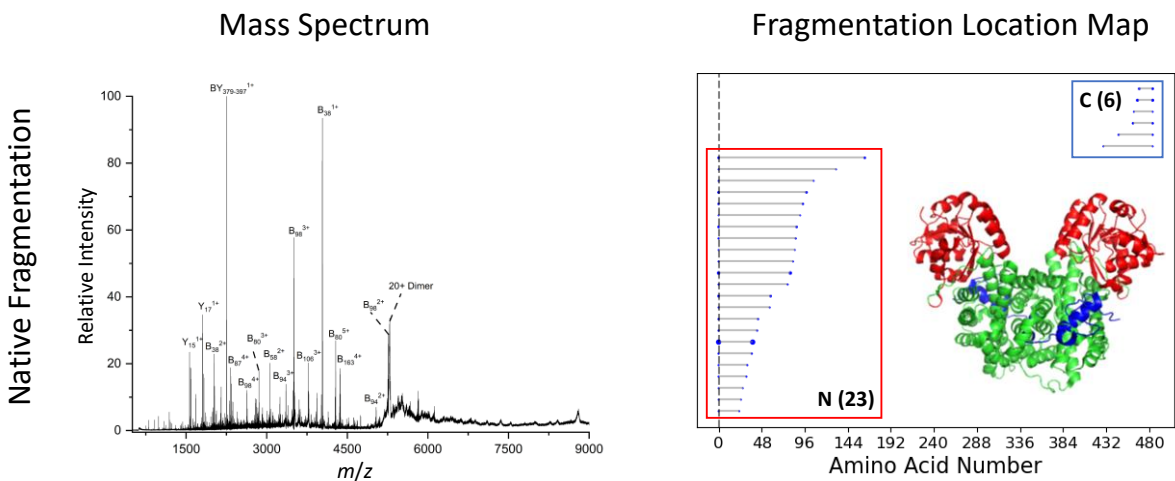 Mass Spectrum
Fragmentation Location Map
Native Fragmentation
Relative Intensity
100
80
60
40
20
0
BY379-397 1+
B38 1+
B98 3+
20+ Dimer
B98 2+
Y17 1+
Y15 1+
B38 2+
B80 3+
B87 4+
B98 4+
B58 2+
B94 3+
B106 3+
B80 5+
B163 4+
B94 2+
1500 3000 4500 6000 7500 9000
m/z
C (6)
N (23)
0 48 96 144 192 240 288 336 384 432 480
Amino Acid Number